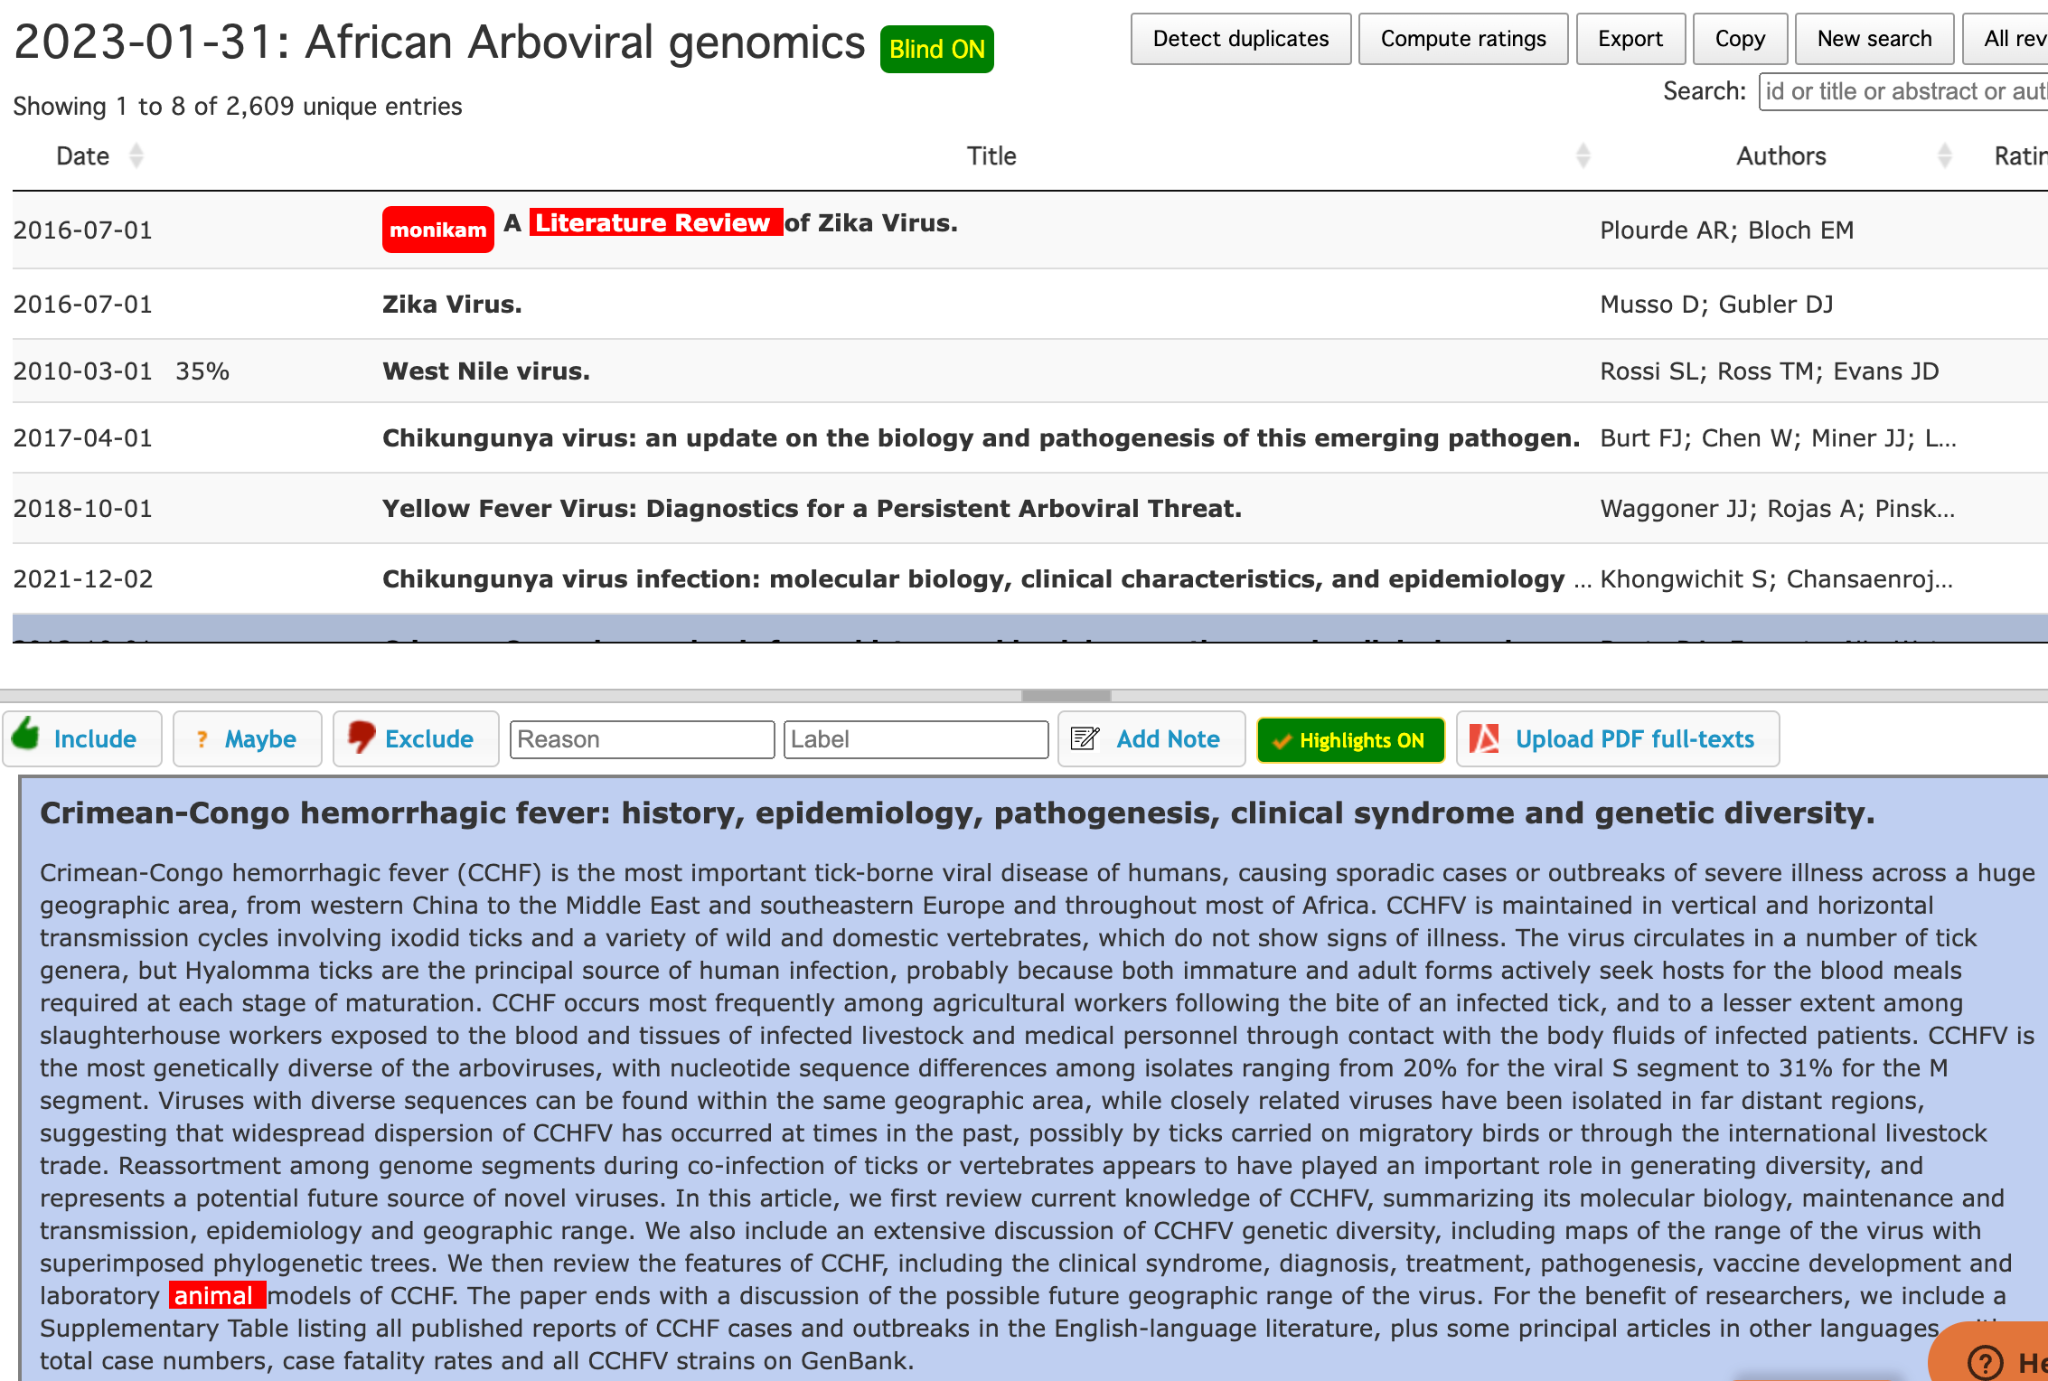 2023-01-31: African Arboviral genomics Blind ON
Detect duplicates Compute ratings Export Copy New search All rev
Showing 1 to 8 of 2,609 unique entries
Search: id or title or abstract or aut
Date Title Authors Ratin
2016-07-01 monikam A Literature Review of Zika Virus. Plourde AR; Bloch EM
2016-07-01 Zika Virus. Musso D; Gubler DJ
2010-03-01 35% West Nile virus. Rossi SL; Ross TM; Evans JD
2017-04-01 Chikungunya virus: an update on the biology and pathogenesis of this emerging pathogen. Burt FJ; Chen W; Miner JJ; L...
2018-10-01 Yellow Fever Virus: Diagnostics for a Persistent Arboviral Threat. Waggoner JJ; Rojas A; Pinsk...
2021-12-02 Chikungunya virus infection: molecular biology, clinical characteristics, and epidemiology ... Khongwichit S; Chansaenroj...
Include ? Maybe Exclude Reason Label Add Note Highlights ON Upload PDF full-texts
Crimean-Congo hemorrhagic fever: history, epidemiology, pathogenesis, clinical syndrome and genetic diversity.
Crimean-Congo hemorrhagic fever (CCHF) is the most important tick-borne viral disease of humans, causing sporadic cases or outbreaks of severe illness across a huge
geographic area, from western China to the Middle East and southeastern Europe and throughout most of Africa. CCHFV is maintained in vertical and horizontal
transmission cycles involving ixodid ticks and a variety of wild and domestic vertebrates, which do not show signs of illness. The virus circulates in a number of tick
genera, but Hyalomma ticks are the principal source of human infection, probably because both immature and adult forms actively seek hosts for the blood meals
required at each stage of maturation. CCHF occurs most frequently among agricultural workers following the bite of an infected tick, and to a lesser extent among
slaughterhouse workers exposed to the blood and tissues of infected livestock and medical personnel through contact with the body fluids of infected patients. CCHFV is
the most genetically diverse of the arboviruses, with nucleotide sequence differences among isolates ranging from 20% for the viral S segment to 31% for the M
segment. Viruses with diverse sequences can be found within the same geographic area, while closely related viruses have been isolated in far distant regions,
suggesting that widespread dispersion of CCHFV has occurred at times in the past, possibly by ticks carried on migratory birds or through the international livestock
trade. Reassortment among genome segments during co-infection of ticks or vertebrates appears to have played an important role in generating diversity, and
represents a potential future source of novel viruses. In this article, we first review current knowledge of CCHFV, summarizing its molecular biology, maintenance and
transmission, epidemiology and geographic range. We also include an extensive discussion of CCHFV genetic diversity, including maps of the range of the virus with
superimposed phylogenetic trees. We then review the features of CCHF, including the clinical syndrome, diagnosis, treatment, pathogenesis, vaccine development and
laboratory animal models of CCHF. The paper ends with a discussion of the possible future geographic range of the virus. For the benefit of researchers, we include a
Supplementary Table listing all published reports of CCHF cases and outbreaks in the English-language literature, plus some principal articles in other languages
total case numbers, case fatality rates and all CCHFV strains on GenBank.
? He